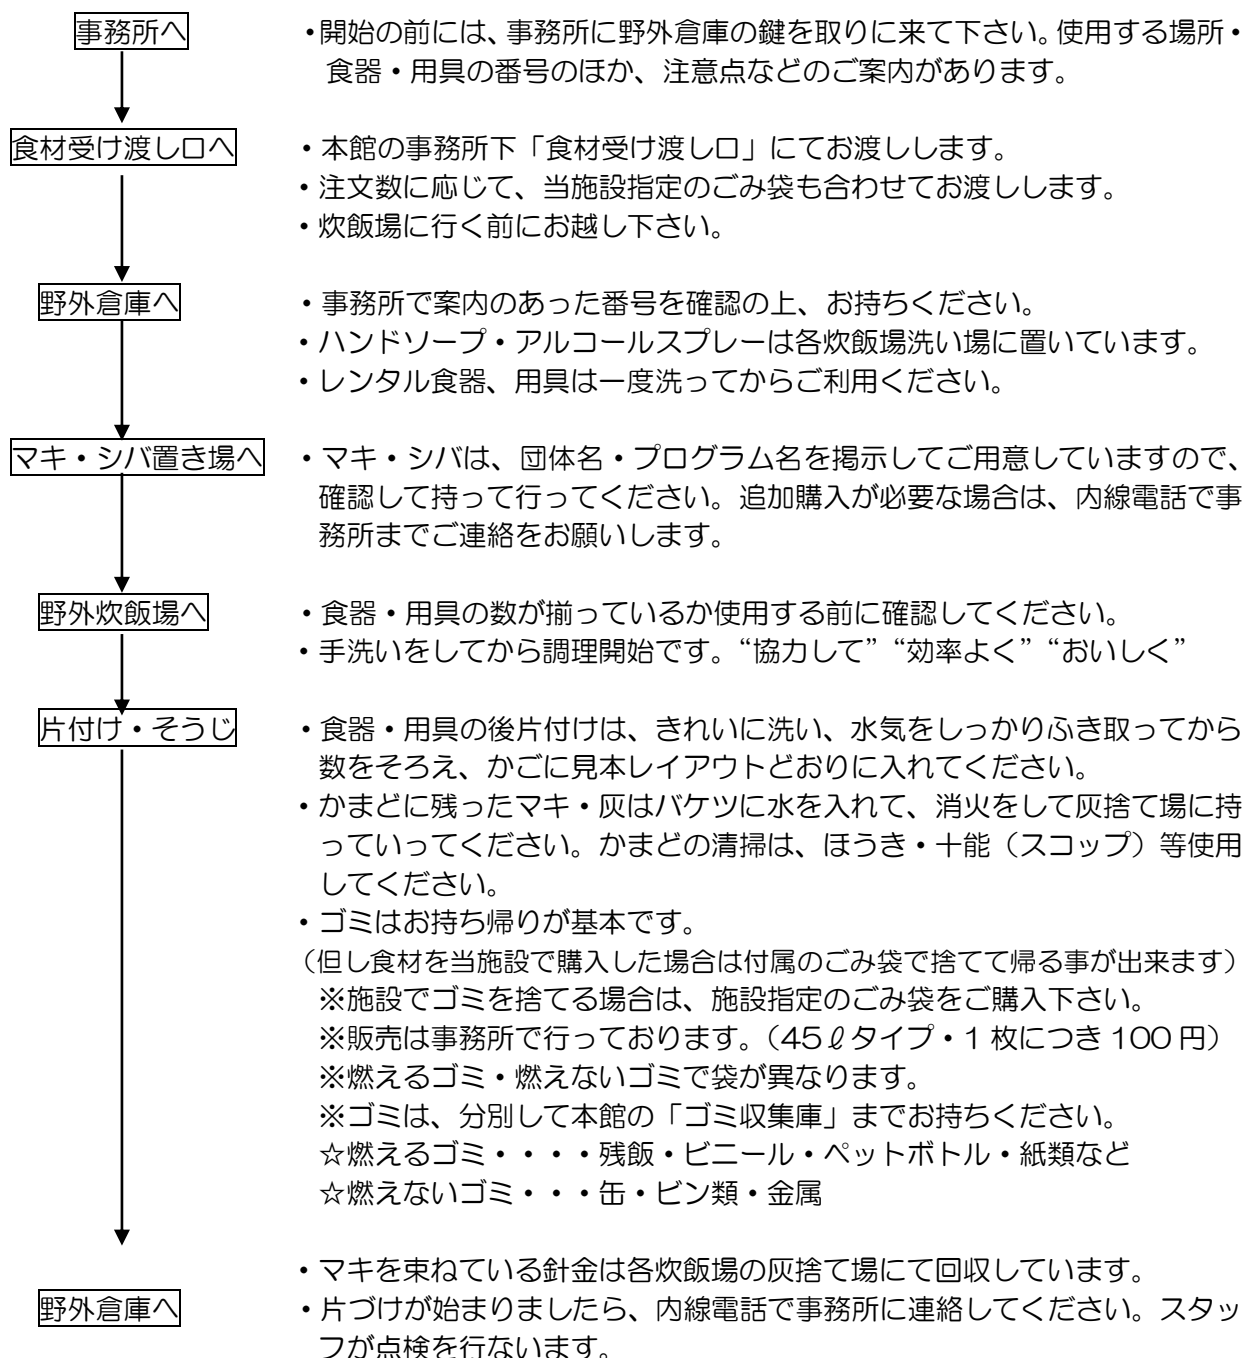 事務所へ
・開始の前には、事務所に野外倉庫の鍵を取りに来て下さい。使用する場所・
食器・用具の番号のほか、注意点などのご案内があります。
食材受け渡し口へ
・本館の事務所下「食材受け渡し口」にてお渡しします。
・注文数に応じて、当施設指定のごみ袋も合わせてお渡しします。
・炊飯場に行く前にお越し下さい。
野外倉庫へ
・事務所で案内のあった番号を確認の上、お持ちください。
・ハンドソープ・アルコールスプレーは各炊飯場洗い場に置いています。
・レンタル食器、用具は一度洗ってからご利用ください。
マキ・シバ置き場へ
・マキ・シバは、団体名・プログラム名を掲示してご用意していますので、
確認して持って行ってください。追加購入が必要な場合は、内線電話で事
務所までご連絡をお願いします。
野外炊飯場へ
・食器・用具の数が揃っているか使用する前に確認してください。
・手洗いをしてから調理開始です。“協力して”“効率よく”“おいしく”
片付け・そうじ
・食器・用具の後片付けは、きれいに洗い、水気をしっかりふき取ってから
数をそろえ、かごに見本レイアウトどおりに入れてください。
・かまどに残ったマキ・灰はバケツに水を入れて、消火をして灰捨て場に持
っていってください。かまどの清掃は、ほうき・十能（スコップ）等使用
してください。
・ゴミはお持ち帰りが基本です。
（但し食材を当施設で購入した場合は付属のごみ袋で捨てて帰る事が出来ます）
※施設でゴミを捨てる場合は、施設指定のごみ袋をご購入下さい。
※販売は事務所で行っております。（45ℓタイプ・1枚につき100円）
※燃えるゴミ・燃えないゴミで袋が異なります。
※ゴミは、分別して本館の「ゴミ収集庫」までお持ちください。
☆燃えるゴミ・・・・残飯・ビニール・ペットボトル・紙類など
☆燃えないゴミ・・・缶・ビン類・金属
・マキを束ねている針金は各炊飯場の灰捨て場にて回収しています。
野外倉庫へ
・片づけが始まりましたら、内線電話で事務所に連絡してください。スタッ
フが点検を行ないます。